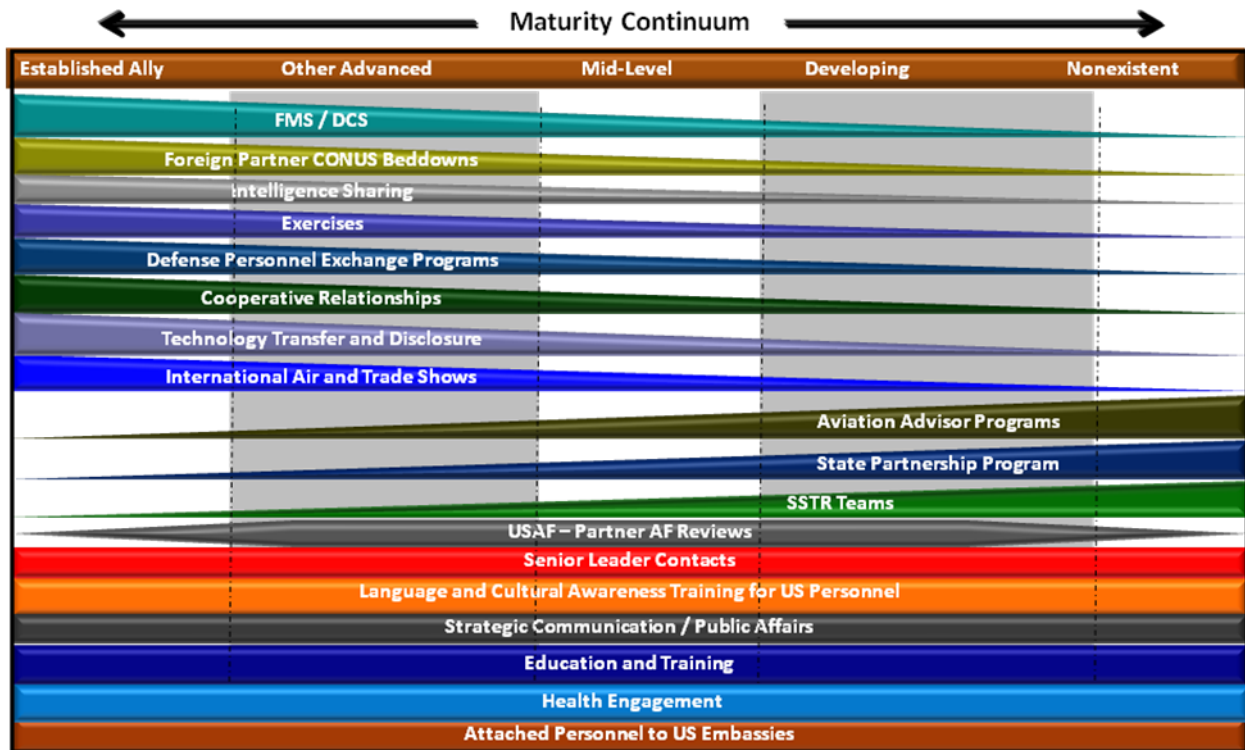 Maturity Continuum
Established Ally Other Advanced Mid-Level Developing Nonexistent
FMS / DCS
Foreign Partner CONUS Beddowns
Intelligence Sharing
Exercises
Defense Personnel Exchange Programs
Cooperative Relationships
Technology Transfer and Disclosure
International Air and Trade Shows
Aviation Advisor Programs
State Partnership Program
SSTR Teams
USAF – Partner AF Reviews
Senior Leader Contacts
Language and Cultural Awareness Training for US Personnel
Strategic Communication / Public Affairs
Education and Training
Health Engagement
Attached Personnel to US Embassies